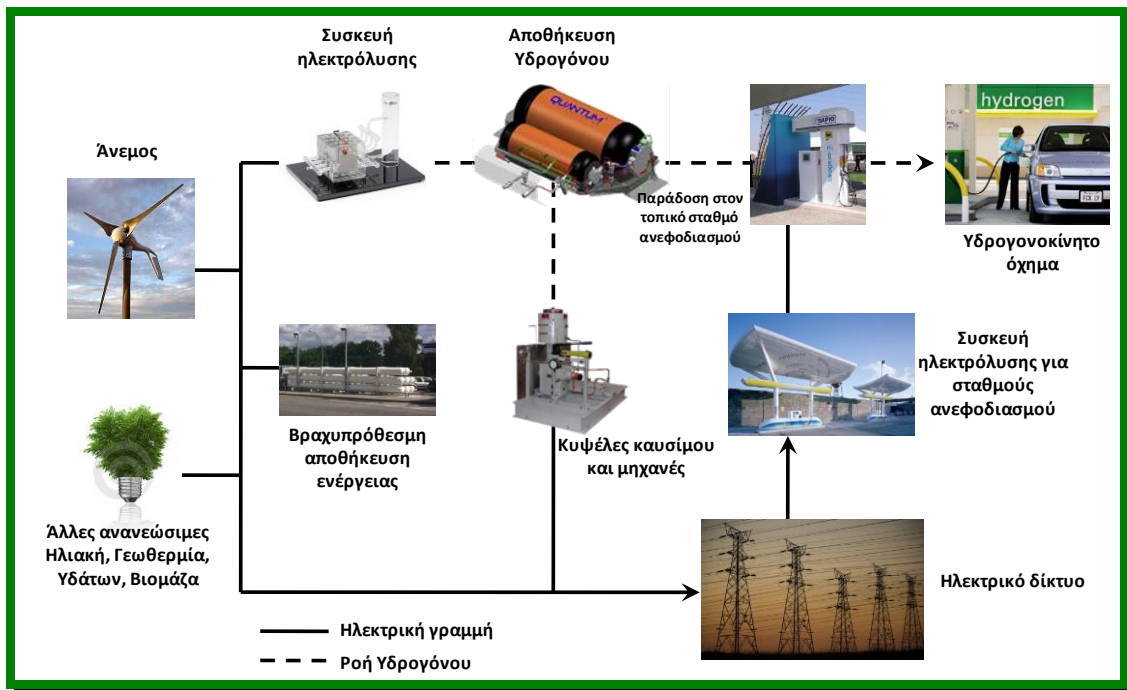 Συσκευή
ηλεκτρόλυσης
Αποθήκευση
Υδρογόνου
QUANTUM
SAPIO
hydrogen
Άνεμος
Παράδοση στον
τοπικό σταθμό
ανεφοδιασμού
Υδρογονοκίνητο
όχημα
Βραχυπρόθεσμη
αποθήκευση
ενέργειας
Κυψέλες καυσίμου
και μηχανές
Συσκευή
ηλεκτρόλυσης για
σταθμούς
ανεφοδιασμού
Άλλες ανανεώσιμες
Ηλιακή, Γεωθερμία,
Υδάτων, Βιομάζα
Ηλεκτρικό δίκτυο
Ηλεκτρική γραμμή
Ροή Υδρογόνου